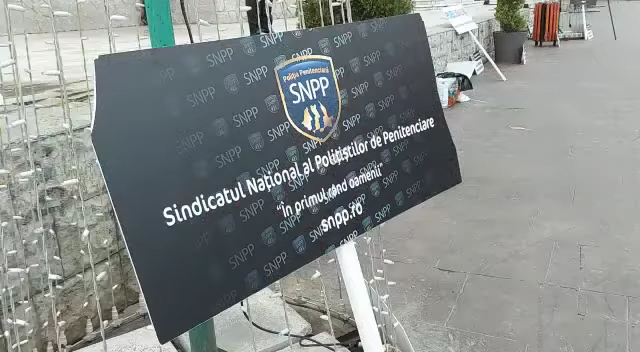 Poliția Penitenciară
SNPP
Sindicatul Național al Polițiștilor de Penitenciare
"În primul rând oamenii"
snpp.ro